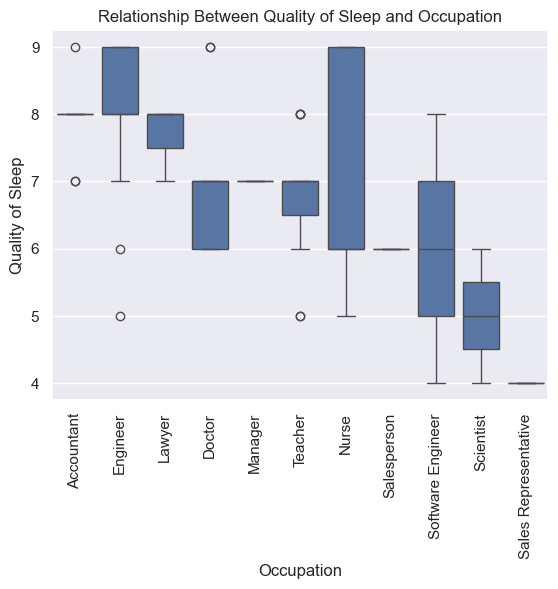 Relationship Between Quality of Sleep and Occupation
9
8
7
6
5
4
Quality of Sleep
Accountant
Engineer
Lawyer
Doctor
Manager
Teacher
Nurse
Salesperson
Software Engineer
Scientist
Sales Representative
Occupation